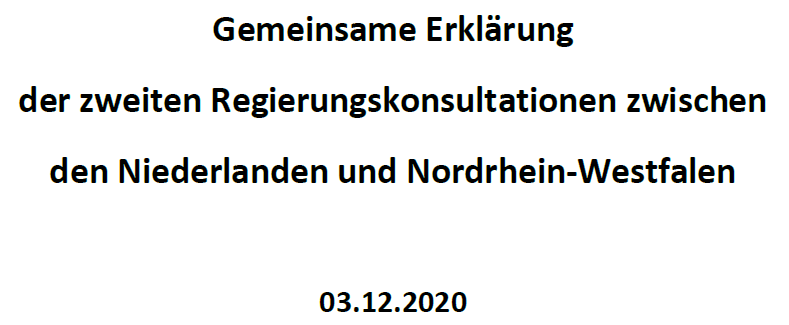 Gemeinsame Erklärung
der zweiten Regierungskonsultationen zwischen
den Niederlanden und Nordrhein-Westfalen
03.12.2020